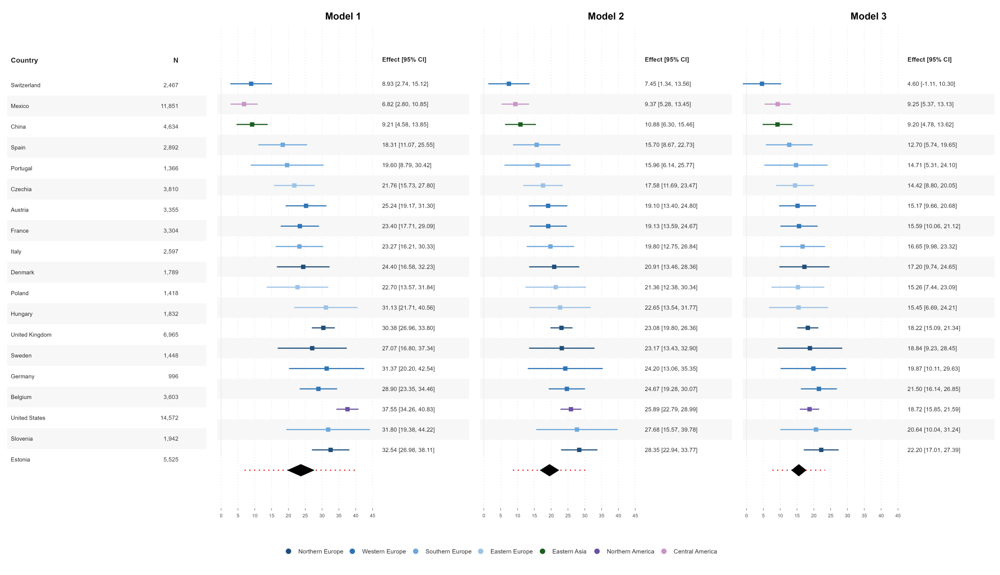 Model 1 Model 2 Model 3
Country N Effect [95% CI] Effect [95% CI] Effect [95% CI]
Switzerland 2,467 8.93 [2.74, 15.12] 7.45 [1.34, 13.56] 4.60 [-1.11, 10.30]
Mexico 11,851 6.82 [2.80, 10.85] 9.37 [5.28, 13.45] 9.25 [5.37, 13.13]
China 4,634 9.21 [4.58, 13.85] 10.88 [6.30, 15.46] 9.20 [4.78, 13.62]
Spain 2,892 18.31 [11.07, 25.55] 15.70 [8.67, 22.73] 12.70 [5.74, 19.65]
Portugal 1,366 19.60 [8.79, 30.42] 15.96 [6.14, 25.77] 14.71 [5.31, 24.10]
Czechia 3,810 21.76 [15.73, 27.80] 17.58 [11.69, 23.47] 14.42 [8.80, 20.05]
Austria 3,355 25.24 [19.17, 31.30] 19.10 [13.40, 24.80] 15.17 [9.66, 20.68]
France 3,304 23.40 [17.71, 29.09] 19.13 [13.59, 24.67] 15.59 [10.06, 21.12]
Italy 2,597 23.27 [16.21, 30.33] 19.80 [12.75, 26.84] 16.65 [9.98, 23.32]
Denmark 1,789 24.40 [16.58, 32.23] 20.91 [13.46, 28.36] 17.20 [9.74, 24.65]
Poland 1,418 22.70 [13.57, 31.84] 21.36 [12.38, 30.34] 15.26 [7.44, 23.09]
Hungary 1,832 31.13 [21.71, 40.56] 22.65 [13.54, 31.77] 15.45 [6.69, 24.21]
United Kingdom 6,965 30.38 [26.96, 33.80] 23.08 [19.80, 26.36] 18.22 [15.09, 21.34]
Sweden 1,448 27.07 [16.80, 37.34] 23.17 [13.43, 32.90] 18.84 [9.23, 28.45]
Germany 996 31.37 [20.20, 42.54] 24.20 [13.06, 35.35] 19.87 [10.11, 29.63]
Belgium 3,603 28.90 [23.35, 34.46] 24.67 [19.28, 30.07] 21.50 [16.14, 26.85]
United States 14,572 37.55 [34.26, 40.83] 25.89 [22.79, 28.99] 18.72 [15.85, 21.59]
Slovenia 1,942 31.80 [19.38, 44.22] 27.68 [15.57, 39.78] 20.64 [10.04, 31.24]
Estonia 5,525 32.54 [26.98, 38.11] 28.35 [22.94, 33.77] 22.20 [17.01, 27.39]
0 5 10 15 20 25 30 35 40 45 0 5 10 15 20 25 30 35 40 45 0 5 10 15 20 25 30 35 40 45
Northern Europe Western Europe Southern Europe Eastern Europe Eastern Asia Northern America Central America